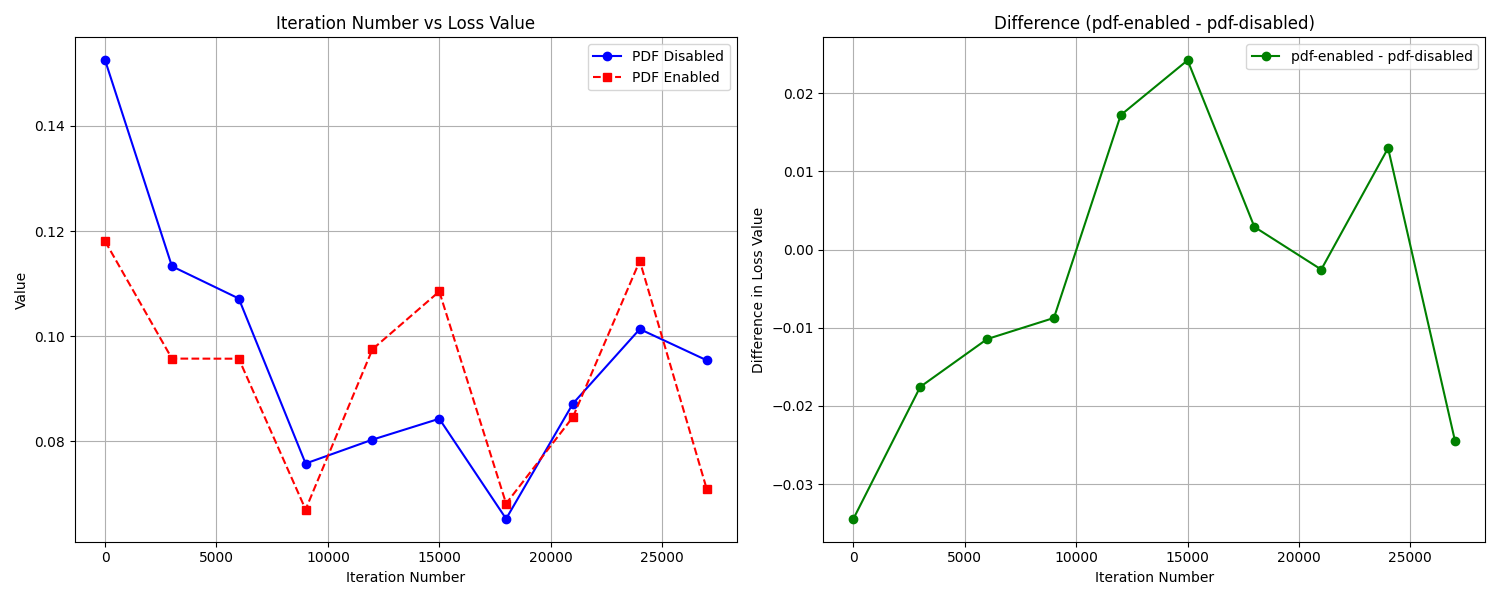 Iteration Number vs Loss Value
PDF Disabled
PDF Enabled
Value
0.14
0.12
0.10
0.08
0 5000 10000 15000 20000 25000
Iteration Number
Difference (pdf-enabled - pdf-disabled)
pdf-enabled - pdf-disabled
Difference in Loss Value
0.02
0.01
0.00
−0.01
−0.02
−0.03
0 5000 10000 15000 20000 25000
Iteration Number